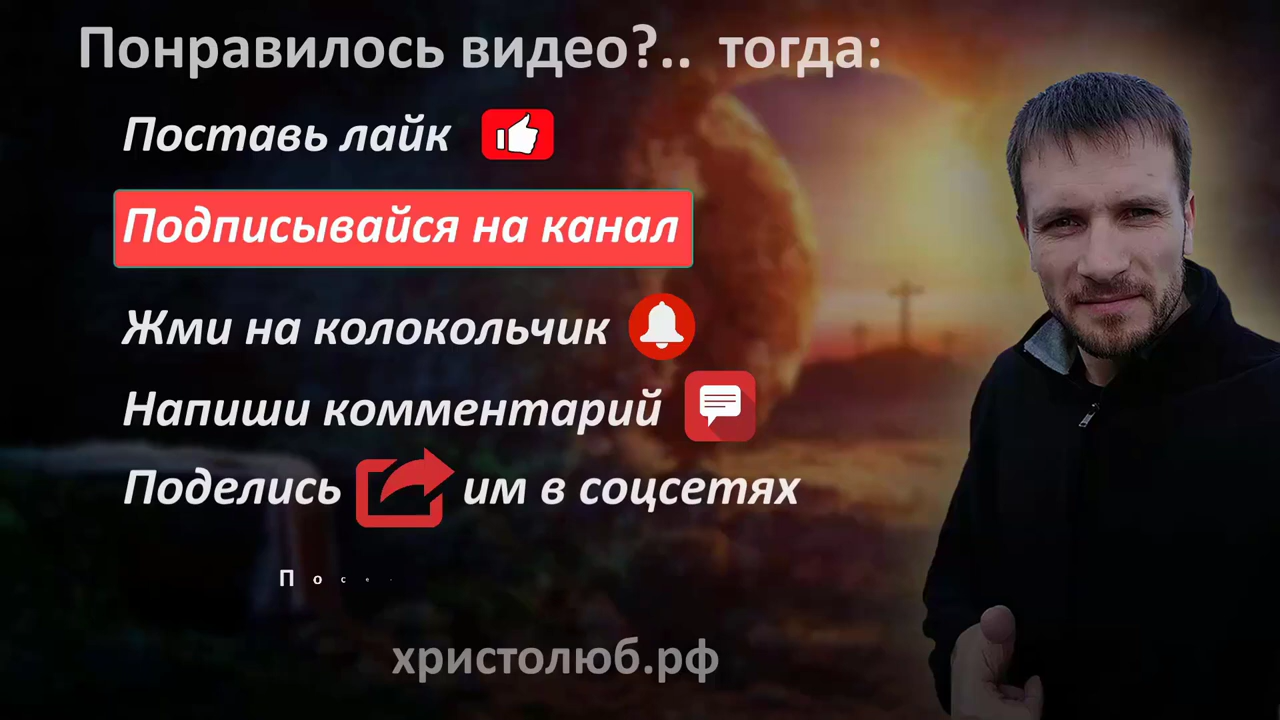 Понравилось видео?.. тогда:
Поставь лайк
Подписывайся на канал
Жми на колокольчик
Напиши комментарий
Поделись им в соцсетях
христолюб.рф